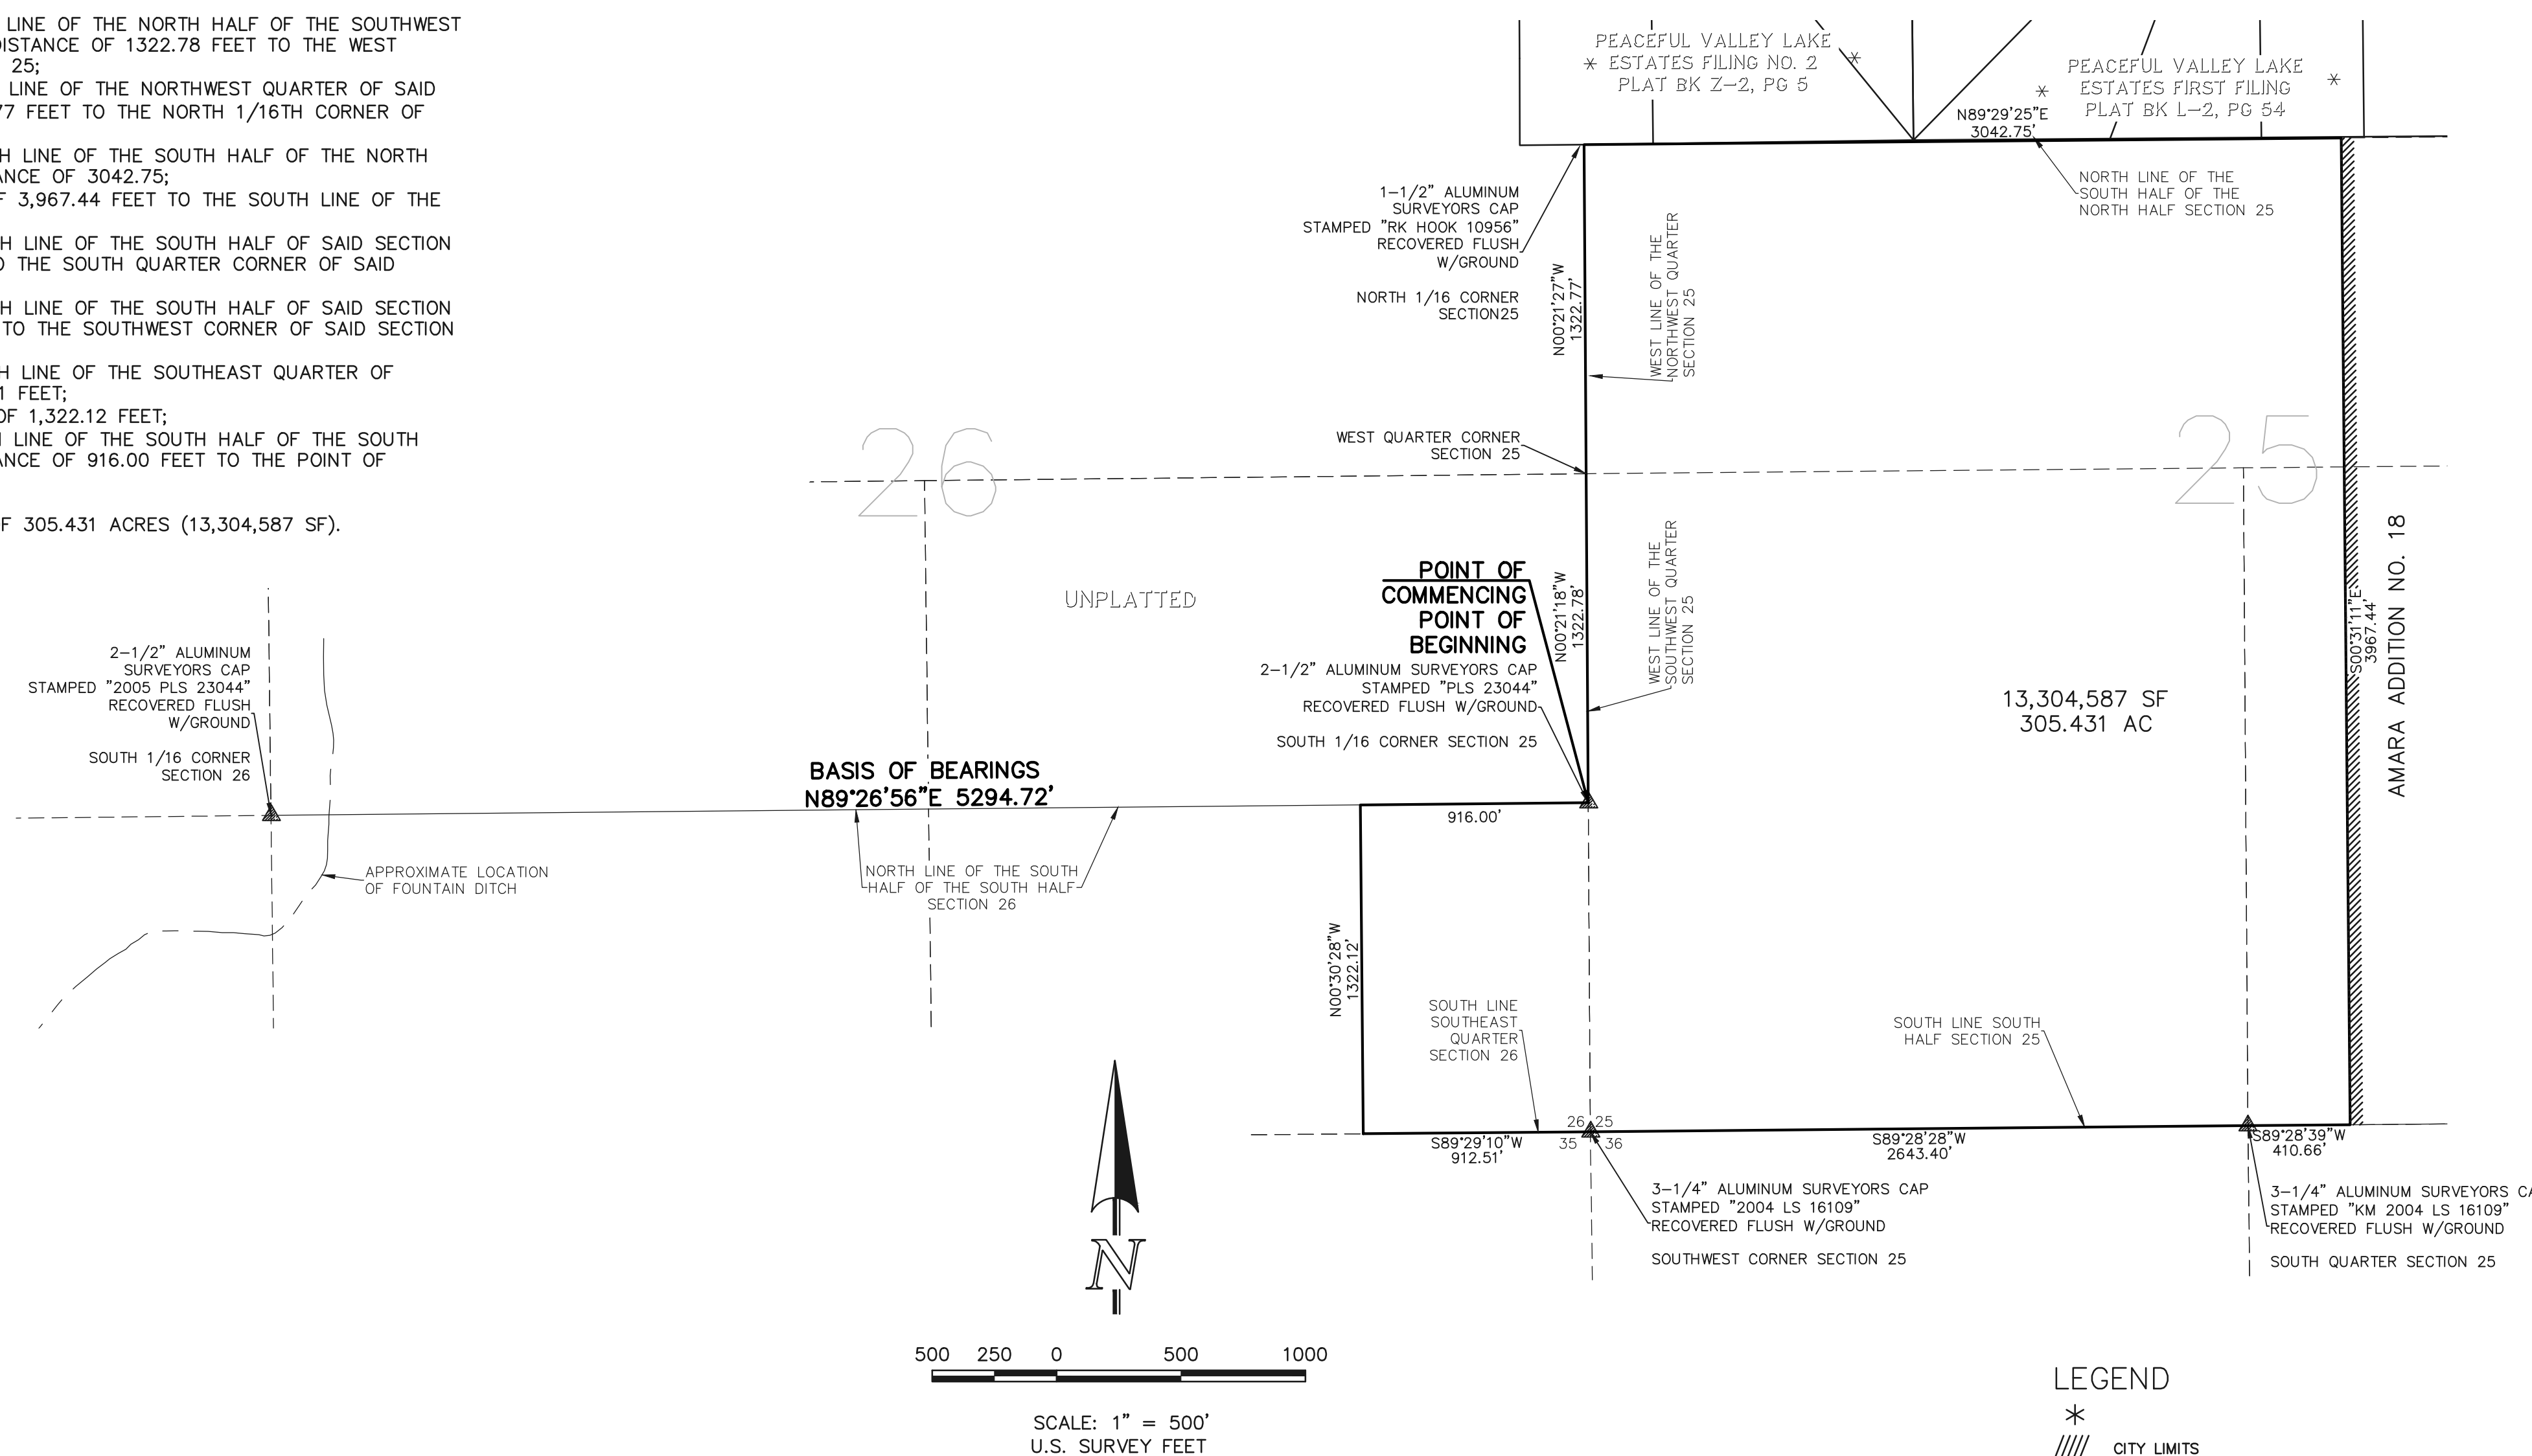 LINE OF THE NORTH HALF OF THE SOUTHWEST
DISTANCE OF 1322.78 FEET TO THE WEST
25;
LINE OF THE NORTHWEST QUARTER OF SAID
77 FEET TO THE NORTH 1/16TH CORNER OF
H LINE OF THE SOUTH HALF OF THE NORTH
ANCE OF 3042.75;
F 3,967.44 FEET TO THE SOUTH LINE OF THE
H LINE OF THE SOUTH HALF OF SAID SECTION
O THE SOUTH QUARTER CORNER OF SAID
H LINE OF THE SOUTH HALF OF SAID SECTION
TO THE SOUTHWEST CORNER OF SAID SECTION
H LINE OF THE SOUTHEAST QUARTER OF
1 FEET;
OF 1,322.12 FEET;
LINE OF THE SOUTH HALF OF THE SOUTH
ANCE OF 916.00 FEET TO THE POINT OF
F 305.431 ACRES (13,304,587 SF).
PEACEFUL VALLEY LAKE
* ESTATES FILING NO. 2 *
PLAT BK Z-2, PG 5
PEACEFUL VALLEY LAKE
* ESTATES FIRST FILING *
PLAT BK L-2, PG 54
N89°29'25"E
3042.75'
NORTH LINE OF THE
SOUTH HALF OF THE
NORTH HALF SECTION 25
1-1/2" ALUMINUM
SURVEYORS CAP
STAMPED "RK HOOK 10956"
RECOVERED FLUSH
W/GROUND
NORTH 1/16 CORNER
SECTION25
N00°21'27"W
1322.77'
WEST LINE OF THE
NORTHWEST QUARTER
SECTION 25
WEST QUARTER CORNER
SECTION 25
26
25
UNPLATTED
POINT OF
COMMENCING
POINT OF
BEGINNING
2-1/2" ALUMINUM SURVEYORS CAP
STAMPED "PLS 23044"
RECOVERED FLUSH W/GROUND
SOUTH 1/16 CORNER SECTION 25
N00°21'18"W
1322.78'
WEST LINE OF THE
SOUTHWEST QUARTER
SECTION 25
13,304,587 SF
305.431 AC
S00°31'11"E
3967.44'
AMARA ADDITION NO. 18
2-1/2" ALUMINUM
SURVEYORS CAP
STAMPED "2005 PLS 23044"
RECOVERED FLUSH
W/GROUND
SOUTH 1/16 CORNER
SECTION 26
BASIS OF BEARINGS
N89°26'56"E 5294.72'
916.00'
APPROXIMATE LOCATION
OF FOUNTAIN DITCH
NORTH LINE OF THE SOUTH
HALF OF THE SOUTH HALF
SECTION 26
N00°30'28"W
1322.12'
SOUTH LINE
SOUTHEAST
QUARTER
SECTION 26
SOUTH LINE SOUTH
HALF SECTION 25
26 25
35 36
S89°29'10"W
912.51'
S89°28'28"W
2643.40'
S89°28'39"W
410.66'
3-1/4" ALUMINUM SURVEYORS CAP
STAMPED "2004 LS 16109"
RECOVERED FLUSH W/GROUND
SOUTHWEST CORNER SECTION 25
3-1/4" ALUMINUM SURVEYORS CA
STAMPED "KM 2004 LS 16109"
RECOVERED FLUSH W/GROUND
SOUTH QUARTER SECTION 25
N
500 250 0 500 1000
SCALE: 1" = 500'
U.S. SURVEY FEET
LEGEND
*
CITY LIMITS